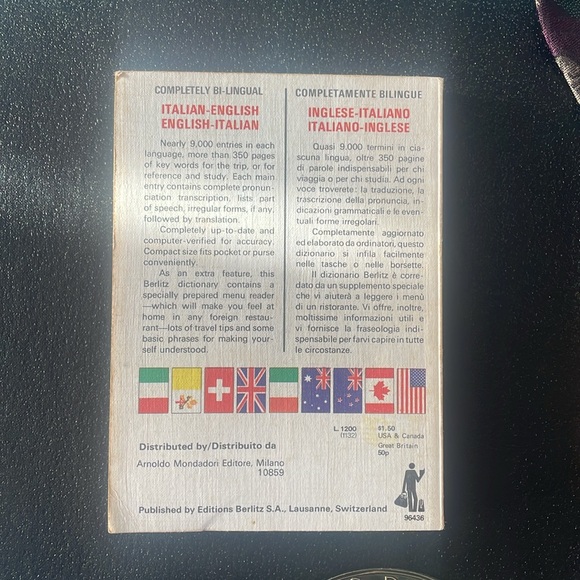 COMPLETELY BI-LINGUAL
ITALIAN-ENGLISH
ENGLISH-ITALIAN
Nearly 9,000 entries in each
language, more than 350 pages
of key words for the trip, or for
reference and study. Each main
entry contains complete pronun-
ciation transcription, lists part
of speech, irregular forms, if any,
followed by translation.
Completely up-to-date and
computer-verified for accuracy.
Compact size fits pocket or purse
conveniently.
As an extra feature, this
Berlitz dictionary contains a
specially prepared menu reader
—which will make you feel at
home in any foreign restau-
rant—lots of travel tips and some
basic phrases for making your-
self understood.
COMPLETAMENTE BILINGUE
INGLESE-ITALIANO
ITALIANO-INGLESE
Quasi 9.000 termini in cia-
scuna lingua, oltre 350 pagine
di parole indispensabili per chi
viaggia o per chi studia. Ad ogni
voce troverete: la traduzione, la
trascrizione della pronuncia, in-
dicazioni grammaticali e le even-
tuali forme irregolari.
Completamente aggiornato
ed elaborato da ordinatori, questo
dizionario si infila facilmente
nelle tasche o nelle borsette.
Il dizionario Berlitz è corre-
dato da un supplemento speciale
che vi aiuterà a leggere i menù
di un ristorante. Vi offre, inoltre,
moltissime informazioni utili e
vi fornisce la fraseologia indi-
spensabile per farvi capire in tutte
le circostanze.
L. 1200
(1132)
$1.50
USA & Canada
Great Britain
50p
Distributed by/Distribuito da
Arnoldo Mondadori Editore, Milano
10859
Published by Editions Berlitz S.A., Lausanne, Switzerland
96436